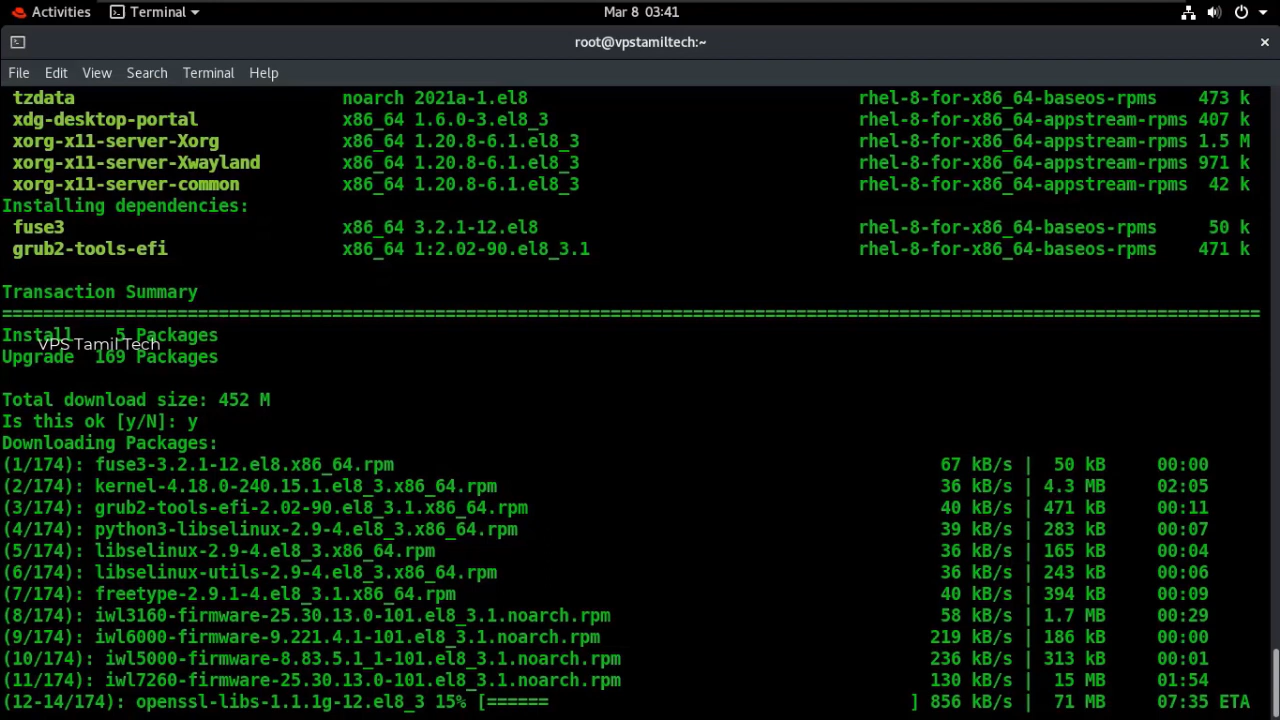 Activities Terminal Mar 8 03:41
root@vpstamiltech:~ ×
File Edit View Search Terminal Help
tzdata noarch 2021a-1.el8 rhel-8-for-x86_64-baseos-rpms 473 k
xdg-desktop-portal x86_64 1.6.0-3.el8_3 rhel-8-for-x86_64-appstream-rpms 407 k
xorg-x11-server-Xorg x86_64 1.20.8-6.1.el8_3 rhel-8-for-x86_64-appstream-rpms 1.5 M
xorg-x11-server-Xwayland x86_64 1.20.8-6.1.el8_3 rhel-8-for-x86_64-appstream-rpms 971 k
xorg-x11-server-common x86_64 1.20.8-6.1.el8_3 rhel-8-for-x86_64-appstream-rpms 42 k
Installing dependencies:
fuse3 x86_64 3.2.1-12.el8 rhel-8-for-x86_64-baseos-rpms 50 k
grub2-tools-efi x86_64 1:2.02-90.el8_3.1 rhel-8-for-x86_64-baseos-rpms 471 k
Transaction Summary
==========================================================================================================================
Install 5 Packages
VPS Tamil Tech
Upgrade 169 Packages
Total download size: 452 M
Is this ok [y/N]: y
Downloading Packages:
(1/174): fuse3-3.2.1-12.el8.x86_64.rpm 67 kB/s | 50 kB 00:00
(2/174): kernel-4.18.0-240.15.1.el8_3.x86_64.rpm 36 kB/s | 4.3 MB 02:05
(3/174): grub2-tools-efi-2.02-90.el8_3.1.x86_64.rpm 40 kB/s | 471 kB 00:11
(4/174): python3-libselinux-2.9-4.el8_3.x86_64.rpm 39 kB/s | 283 kB 00:07
(5/174): libselinux-2.9-4.el8_3.x86_64.rpm 36 kB/s | 165 kB 00:04
(6/174): libselinux-utils-2.9-4.el8_3.x86_64.rpm 36 kB/s | 243 kB 00:06
(7/174): freetype-2.9.1-4.el8_3.1.x86_64.rpm 40 kB/s | 394 kB 00:09
(8/174): iwl3160-firmware-25.30.13.0-101.el8_3.1.noarch.rpm 58 kB/s | 1.7 MB 00:29
(9/174): iwl6000-firmware-9.221.4.1-101.el8_3.1.noarch.rpm 219 kB/s | 186 kB 00:00
(10/174): iwl5000-firmware-8.83.5.1_1-101.el8_3.1.noarch.rpm 236 kB/s | 313 kB 00:01
(11/174): iwl7260-firmware-25.30.13.0-101.el8_3.1.noarch.rpm 130 kB/s | 15 MB 01:54
(12-14/174): openssl-libs-1.1.1g-12.el8_3 15% [====== ] 856 kB/s | 71 MB 07:35 ETA